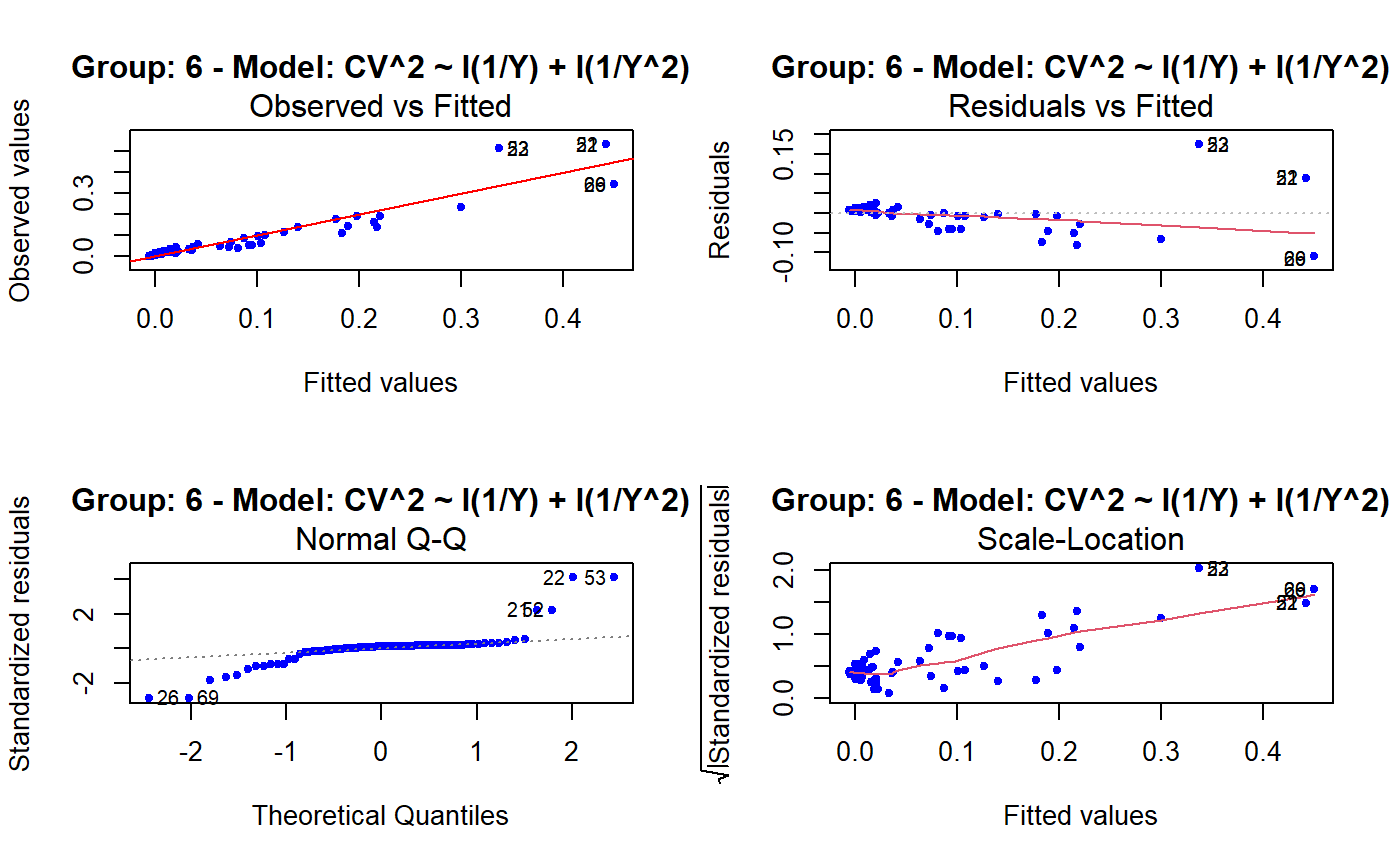 Group: 6 - Model: CV^2 ~ I(1/Y) + I(1/Y^2)
Observed vs Fitted
Observed values
0.0 0.3
53
0.0 0.1 0.2 0.3 0.4
Fitted values
Group: 6 - Model: CV^2 ~ I(1/Y) + I(1/Y^2)
Residuals vs Fitted
Residuals
-0.10 0.15
53
0.0 0.1 0.2 0.3 0.4
Fitted values
Group: 6 - Model: CV^2 ~ I(1/Y) + I(1/Y^2)
Normal Q-Q
Standardized residuals
-2 2
22 53
21 52
26 69
-2 -1 0 1 2
Theoretical Quantiles
Group: 6 - Model: CV^2 ~ I(1/Y) + I(1/Y^2)
Scale-Location
√|Standardized residuals|
0.0 1.0 2.0
53
0.0 0.1 0.2 0.3 0.4
Fitted values